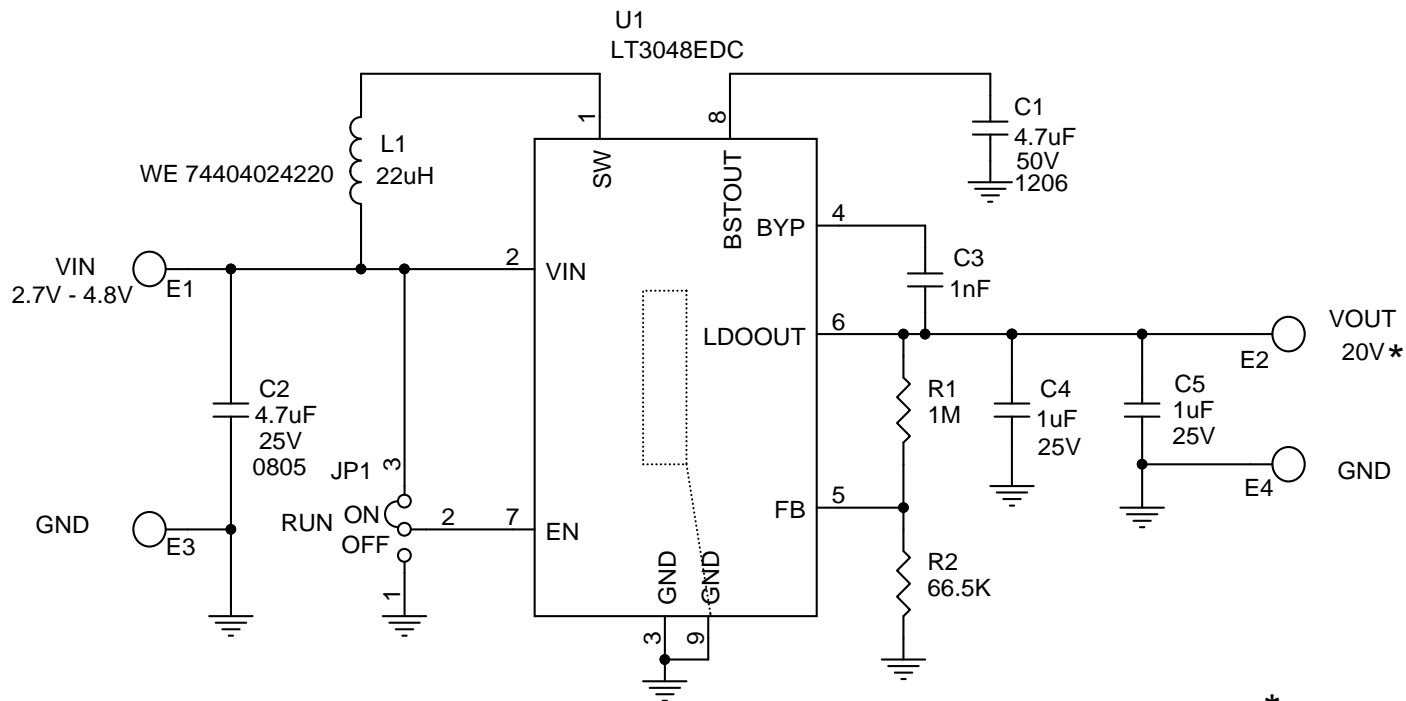 U1
LT3048EDC
1
SW
8
BSTOUT
C1
4.7uF
50V
1206
L1
22uH
WE 74404024220
BYP
4
C3
1nF
VIN
2.7V - 4.8V
E1
2
VIN
LDOOUT
6
VOUT
20V*
E2
C2
4.7uF
25V
0805
R1
1M
C4
1uF
25V
C5
1uF
25V
JP1
3
RUN
ON
OFF
2
7
EN
FB
5
E4
GND
GND
E3
1
GND
GND
R2
66.5K
3
9
*